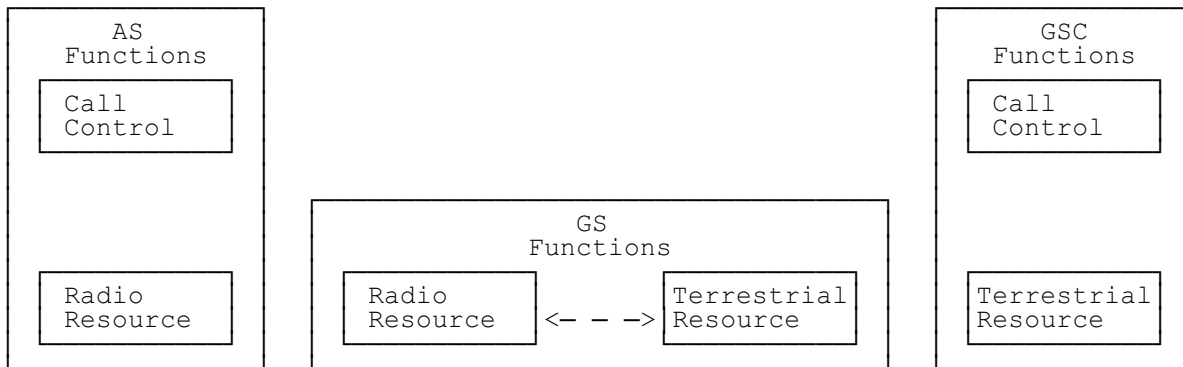 AS
Functions
Call
Control
Radio
Resource
GS
Functions
Radio
Resource
<— — —>
Terrestrial
Resource
GSC
Functions
Call
Control
Terrestrial
Resource